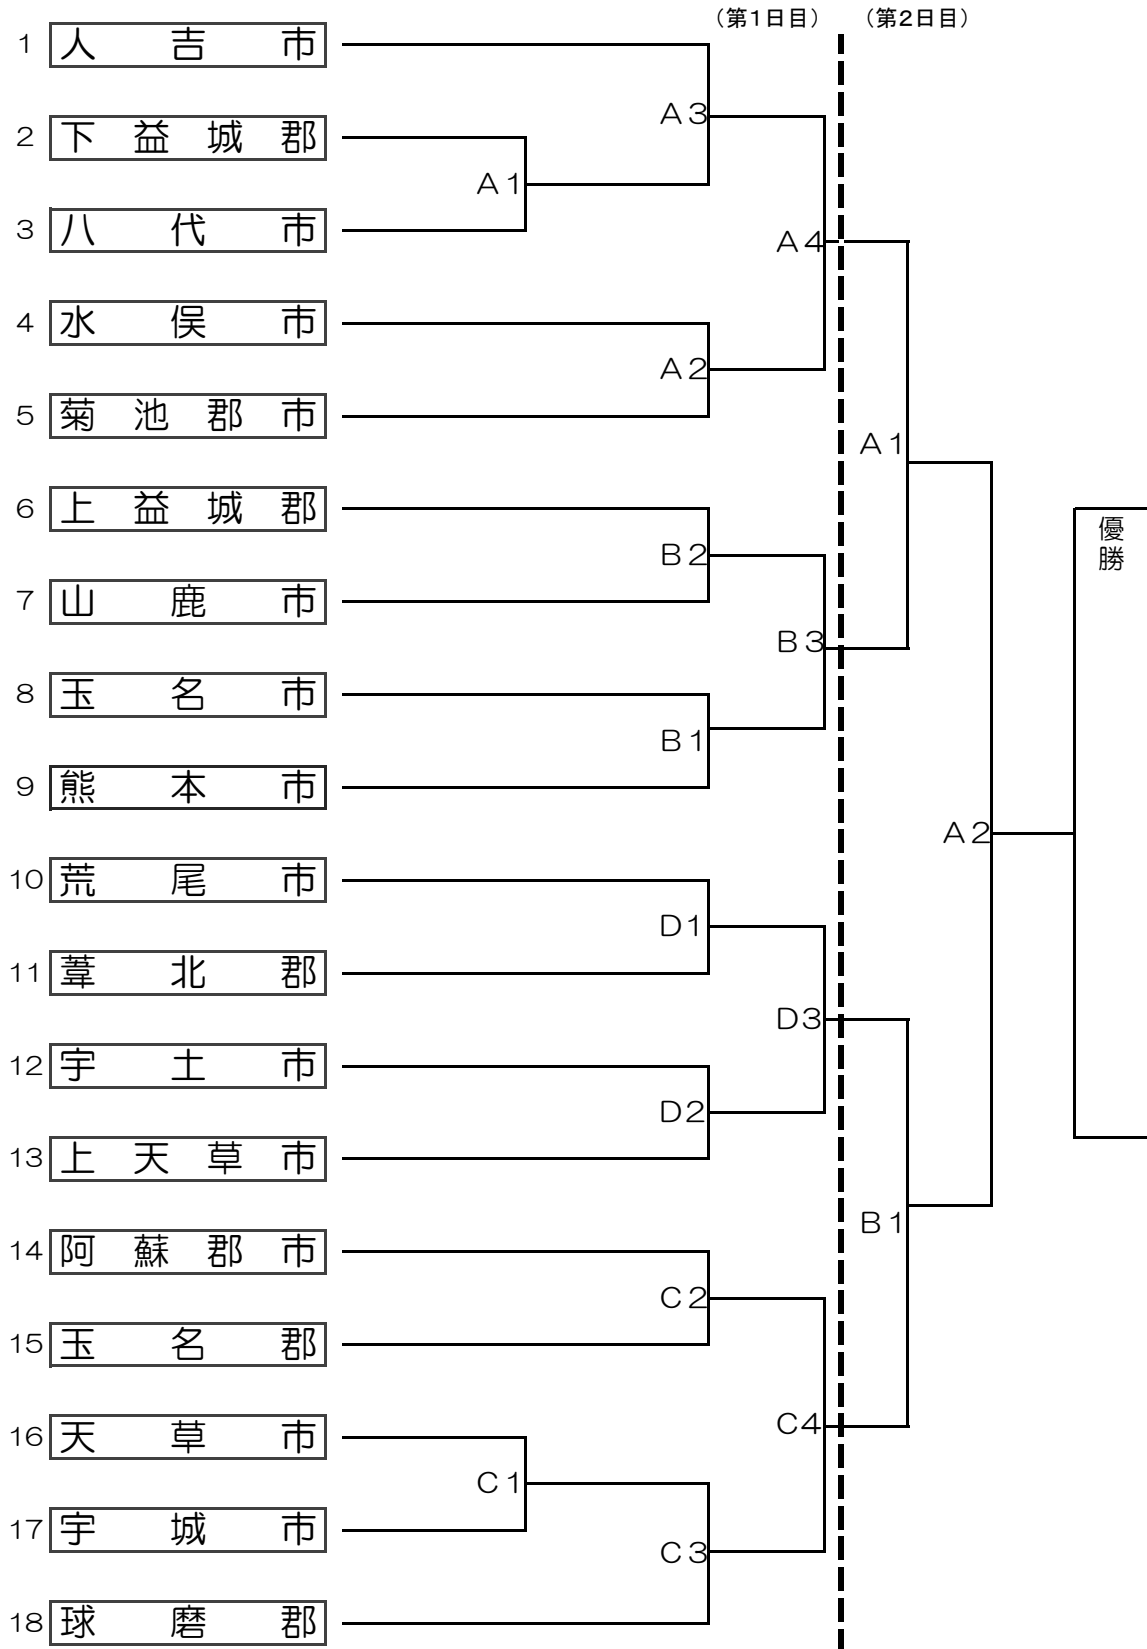 （第1日目） （第2日目）
1 人吉市
A3
2 下益城郡
A1
3 八代市
A4
4 水俣市
A2
5 菊池郡市
A1
6 上益城郡
優勝
B2
7 山鹿市
B3
8 玉名市
B1
9 熊本市
A2
10 荒尾市
D1
11 葦北郡
D3
12 宇土市
D2
13 上天草市
B1
14 阿蘇郡市
C2
15 玉名郡
C4
16 天草市
C1
17 宇城市
C3
18 球磨郡